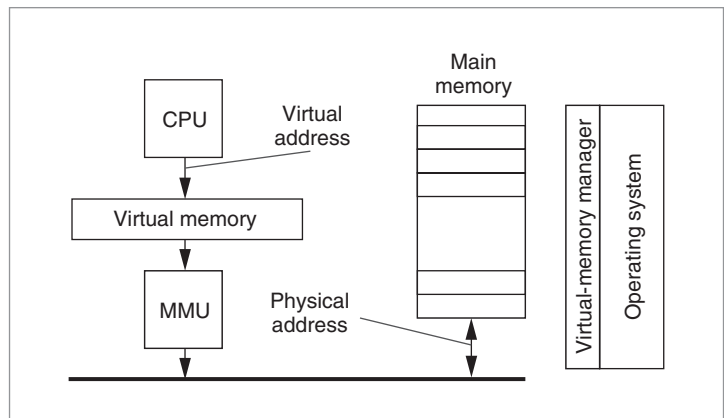 Main
memory
CPU
Virtual
address
Virtual memory
MMU
Physical
address
Virtual-memory manager
Operating system